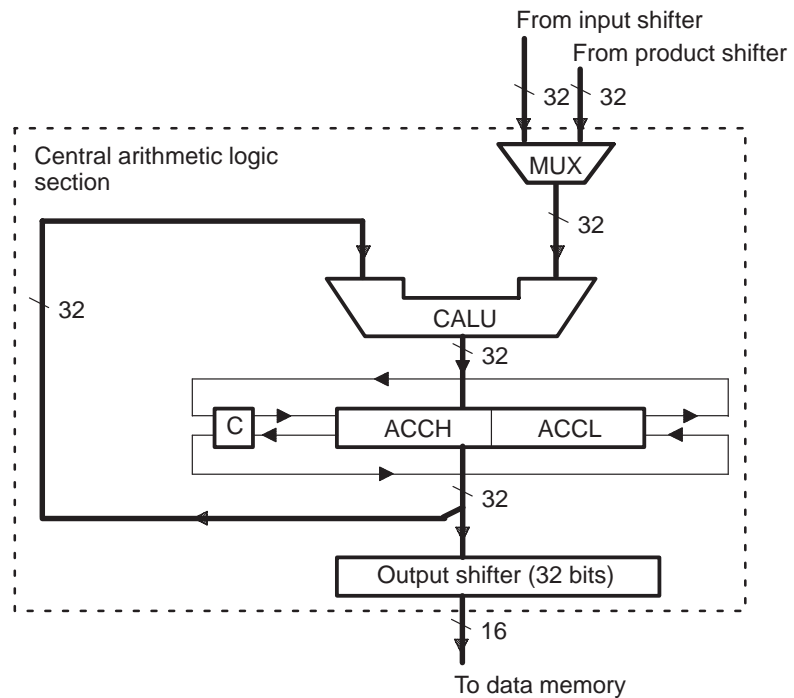 From input shifter
From product shifter
32
32
Central arithmetic logic
section
MUX
32
32
CALU
32
C
ACCH
ACCL
32
Output shifter (32 bits)
16
To data memory